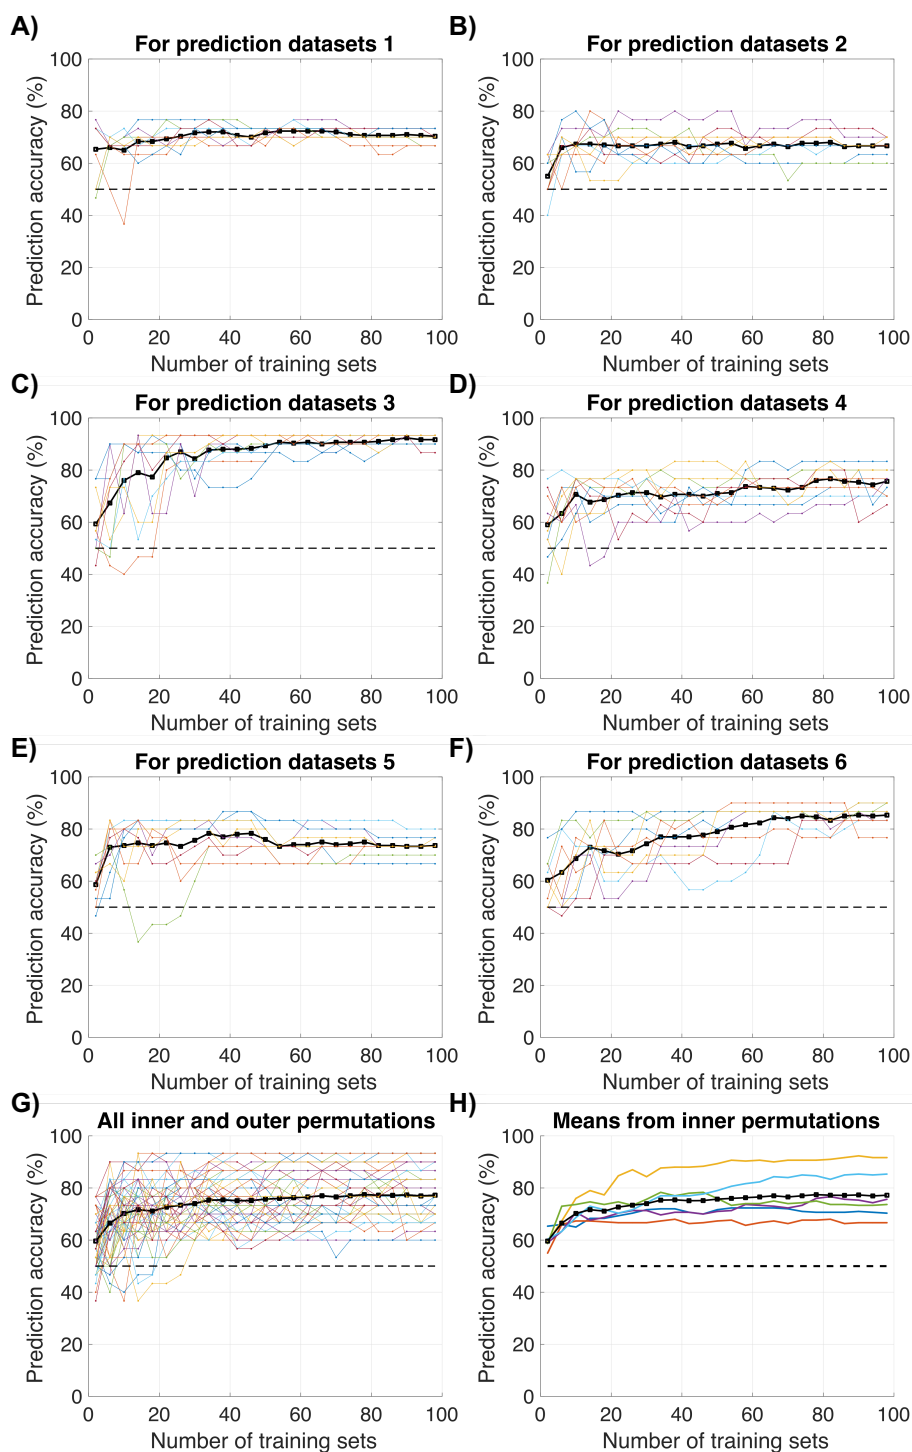 A)
For prediction datasets 1
Prediction accuracy (%)
100
80
60
40
20
0
0 20 40 60 80 100
Number of training sets
B)
For prediction datasets 2
Prediction accuracy (%)
100
80
60
40
20
0
0 20 40 60 80 100
Number of training sets
C)
For prediction datasets 3
Prediction accuracy (%)
100
80
60
40
20
0
0 20 40 60 80 100
Number of training sets
D)
For prediction datasets 4
Prediction accuracy (%)
100
80
60
40
20
0
0 20 40 60 80 100
Number of training sets
E)
For prediction datasets 5
Prediction accuracy (%)
100
80
60
40
20
0
0 20 40 60 80 100
Number of training sets
F)
For prediction datasets 6
Prediction accuracy (%)
100
80
60
40
20
0
0 20 40 60 80 100
Number of training sets
G)
All inner and outer permutations
Prediction accuracy (%)
100
80
60
40
20
0
0 20 40 60 80 100
Number of training sets
H)
Means from inner permutations
Prediction accuracy (%)
100
80
60
40
20
0
0 20 40 60 80 100
Number of training sets